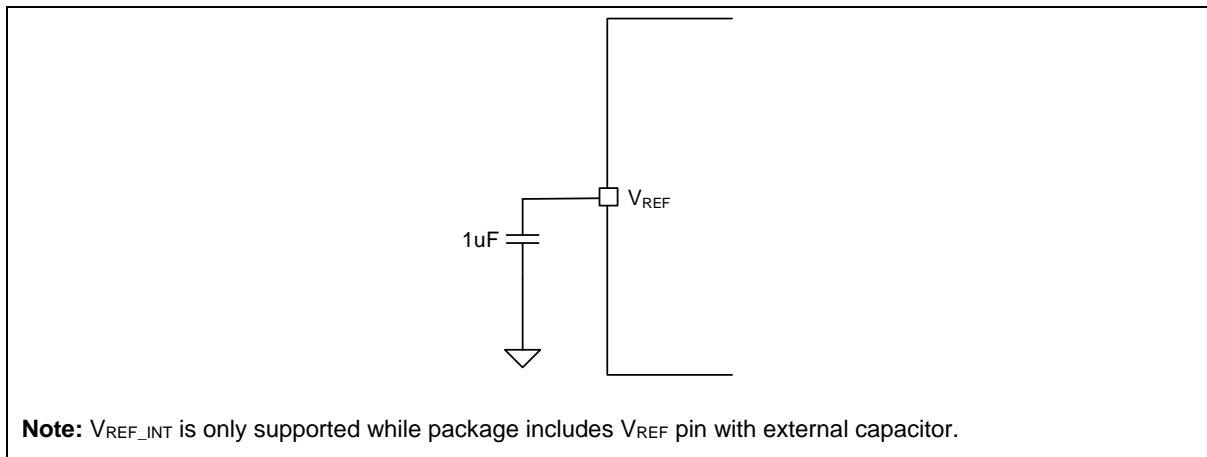 VREF
1uF
Note: VREF_INT is only supported while package includes VREF pin with external capacitor.